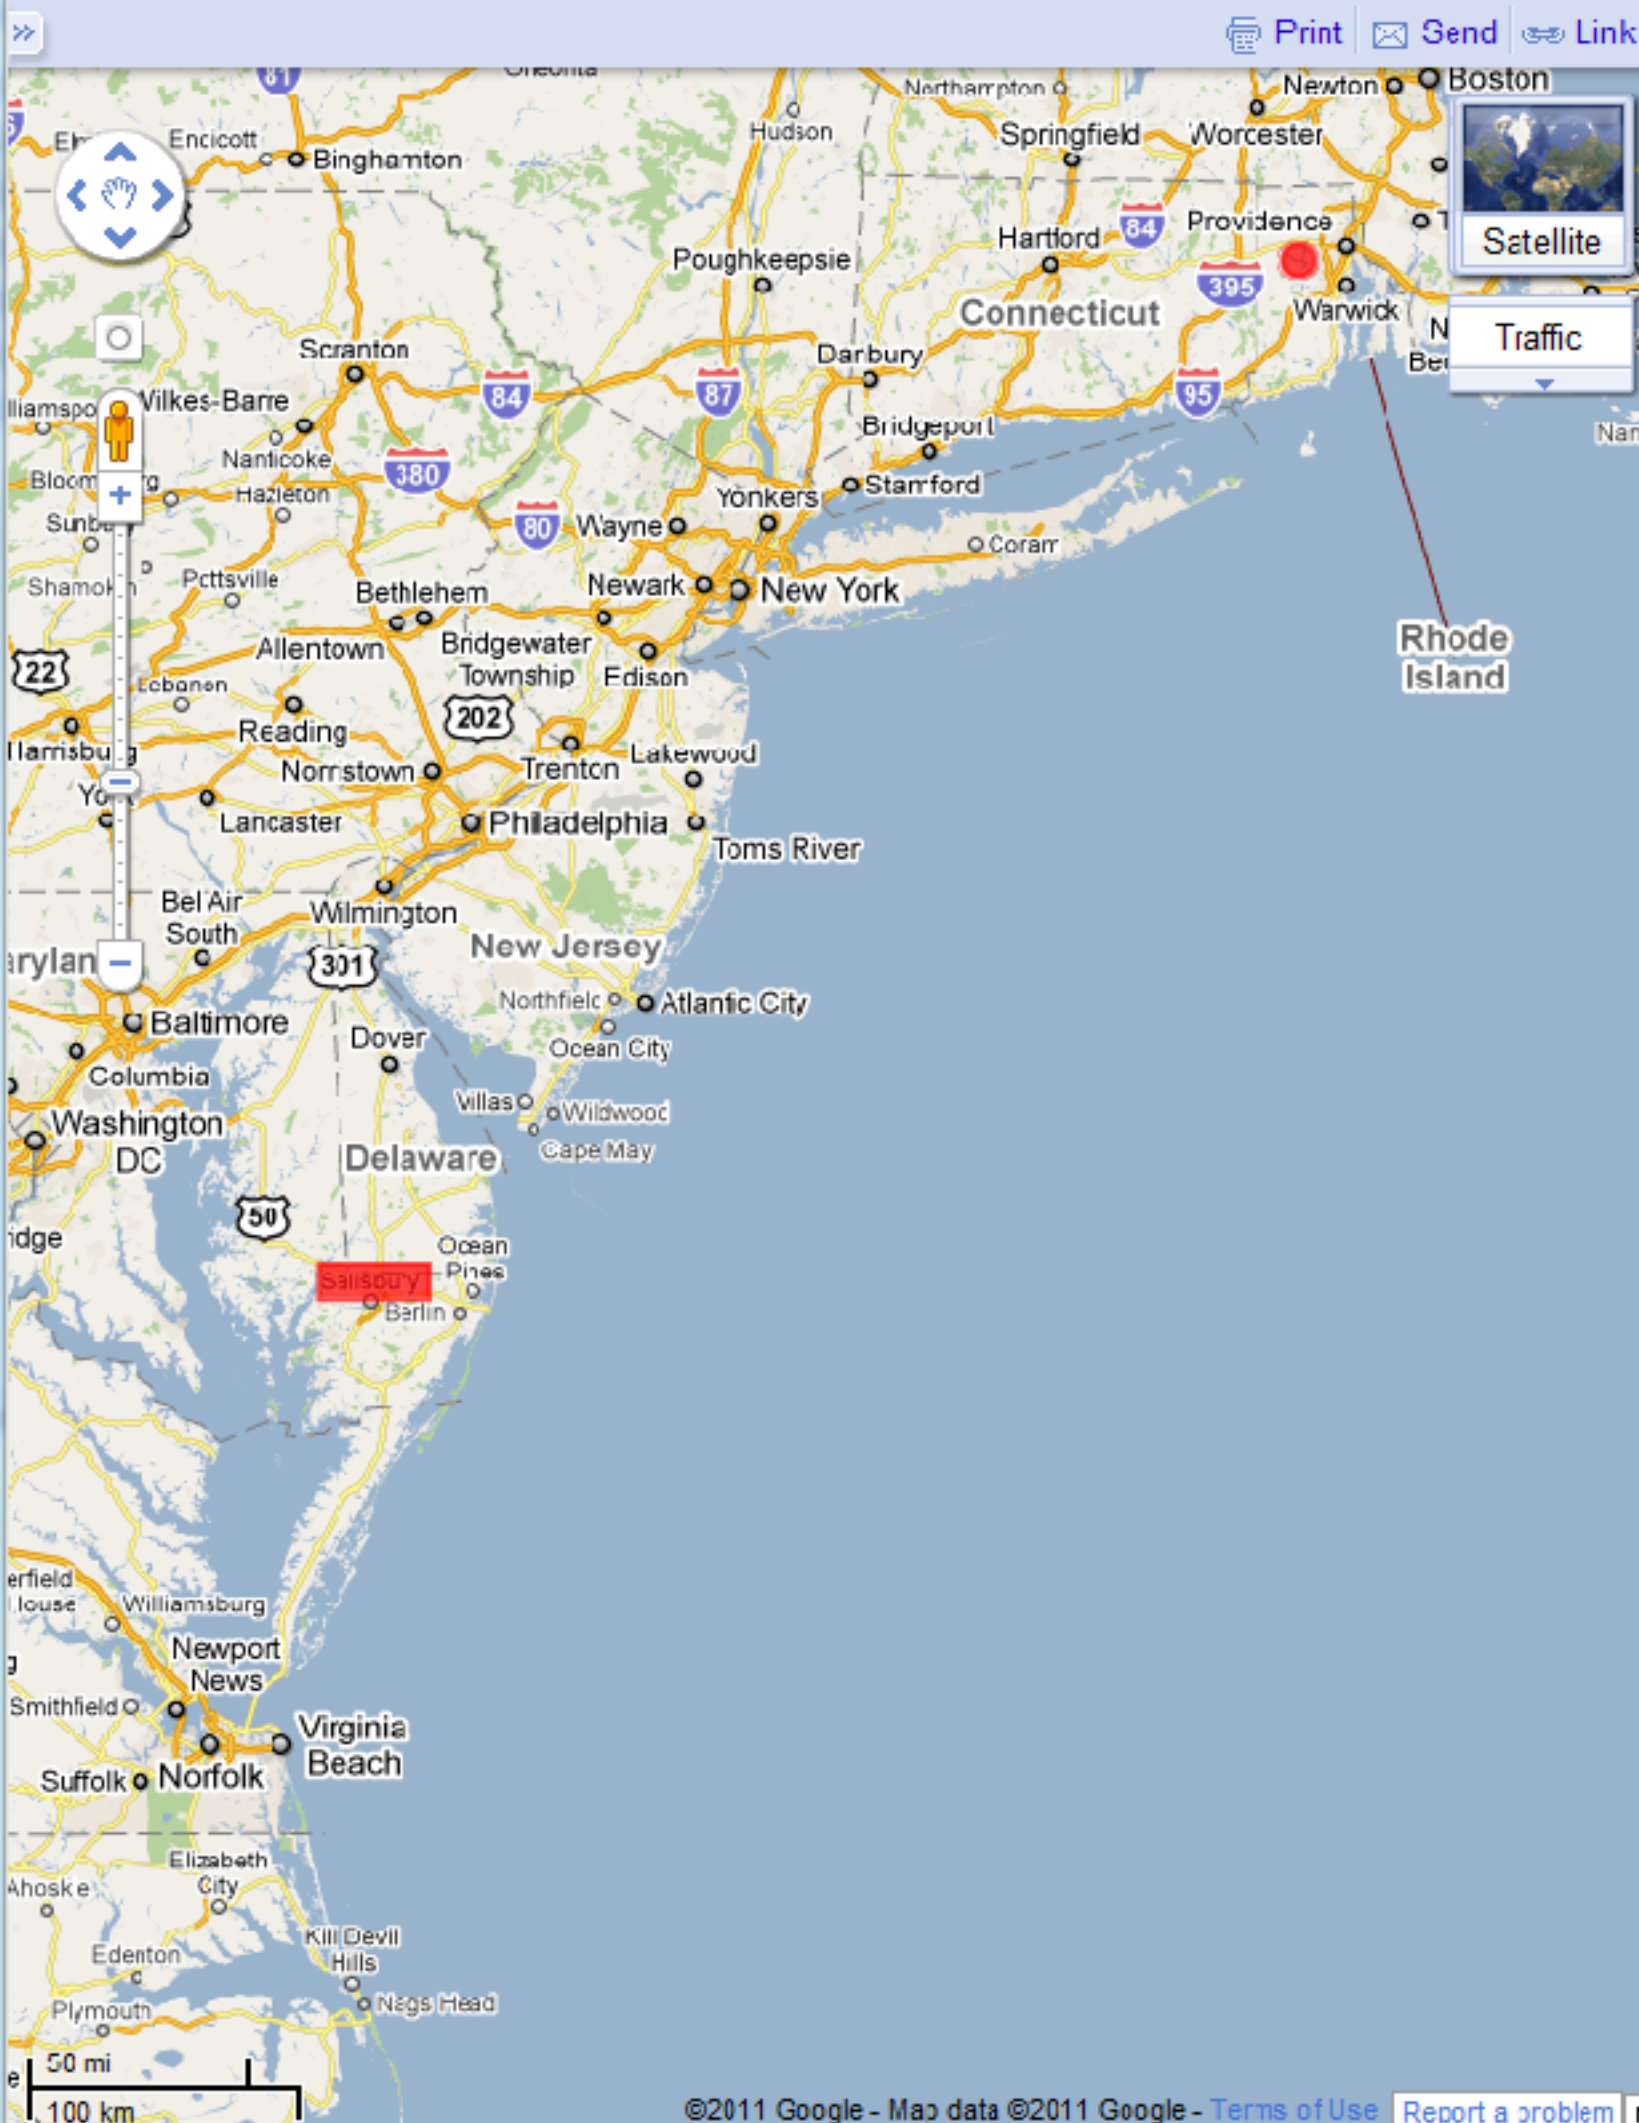 »
Print
Send
Link
81
Oneonta
Northampton
Newton
Boston
Endicott
Binghamton
Hudson
Springfield
Worcester
Satellite
84
Providence
Hartford
Poughkeepsie
395
Connecticut
Warwick
Traffic
Scranton
Danbury
84
87
95
Wilkes-Barre
Bridgeport
Nanticoke
380
Hazleton
Yonkers
Stamford
80
Wayne
Coram
Pottsville
Bethlehem
Newark
New York
Allentown
Bridgewater
Township
Edison
Rhode
Island
22
Lebanon
202
Reading
Harrisburg
Norristown
Trenton
Lakewood
Lancaster
Philadelphia
Toms River
Bel Air
South
Wilmington
New Jersey
301
Northfield
Atlantic City
Baltimore
Dover
Ocean City
Columbia
Villas
Wildwood
Washington
DC
Delaware
Cape May
50
idge
Ocean
Pines
Salisbury
Berlin
erfield
Williamsburg
Newport
News
Smithfield
Virginia
Beach
Suffolk
Norfolk
Elizabeth
City
Ahoskie
Kill Devil
Hills
Edenton
Nags Head
Plymouth
50 mi
100 km
©2011 Google - Map data ©2011 Google - Terms of Use
Report a problem